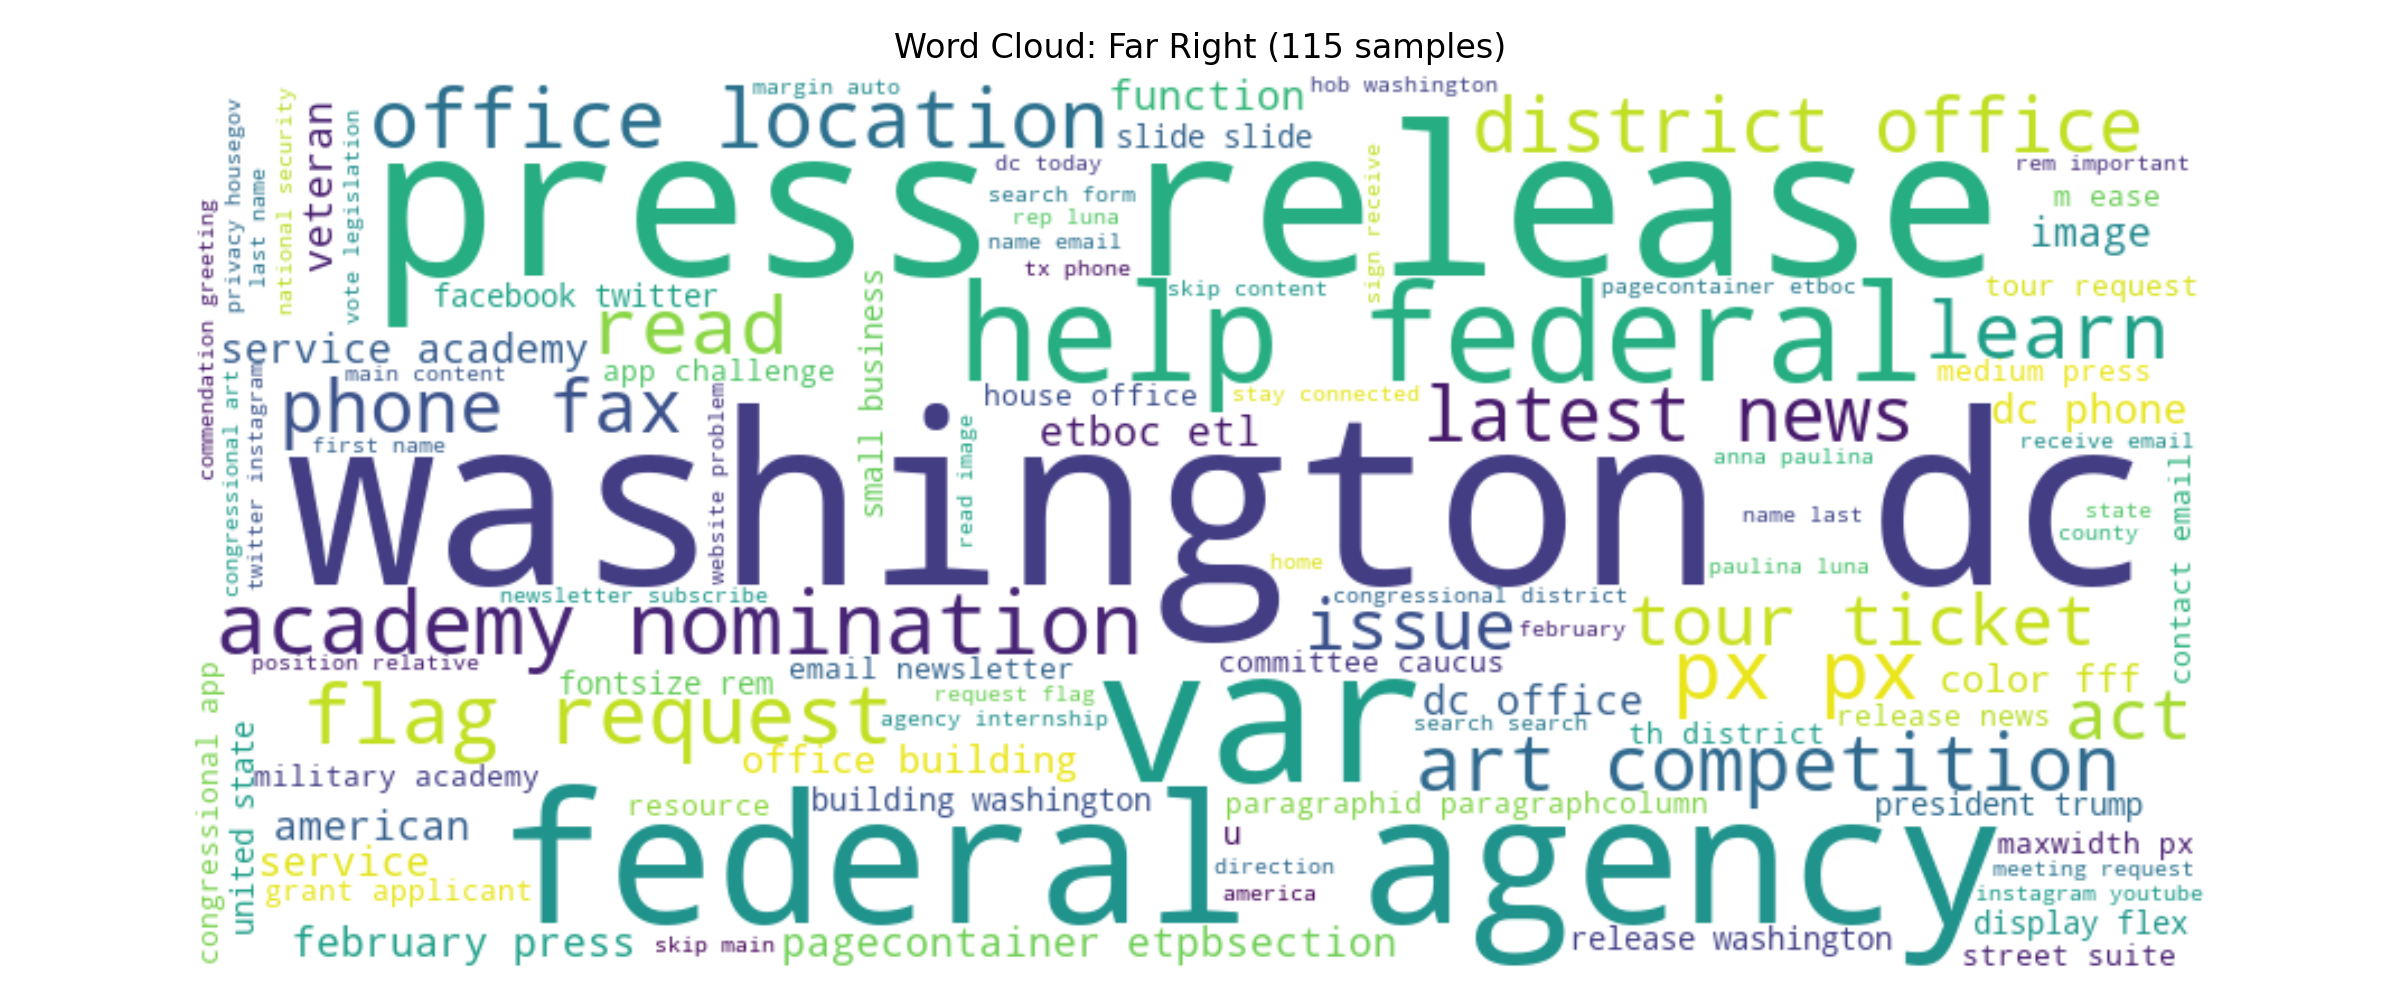 Word Cloud: Far Right (115 samples)
margin auto
function
hob washington
office location
slide slide
district office
press release
dc today
search form
rep luna
name email
tx phone
sign receive
rem important
m ease
image
privacy housegov
last name
national security
veteran
vote legislation
commendation greeting
facebook twitter
small business
skip content
pagecontainer etboc
tour request
help federal
read
learn
service academy
main content
app challenge
medium press
phone fax
house office
stay connected
latest news
dc phone
first name
etboc etl
receive email
congressional art
twitter instagram
website problem
read image
anna paulina
washington dc
name last
state
county
contact email
home
paulina luna
newsletter subscribe
congressional district
academy nomination
issue
february
tour ticket
position relative
email newsletter
committee caucus
px px
color fff
fontsize rem
request flag
flag request
agency internship
var
dc office
search search
release news
act
th district
office building
art competition
congressional app
united state
military academy
resource
building washington
paragraphid paragraphcolumn
president trump
american
federal agency
u
maxwidth px
service
direction
meeting request
grant applicant
america
instagram youtube
february press
skip main
pagecontainer etpbsection
release washington
display flex
street suite